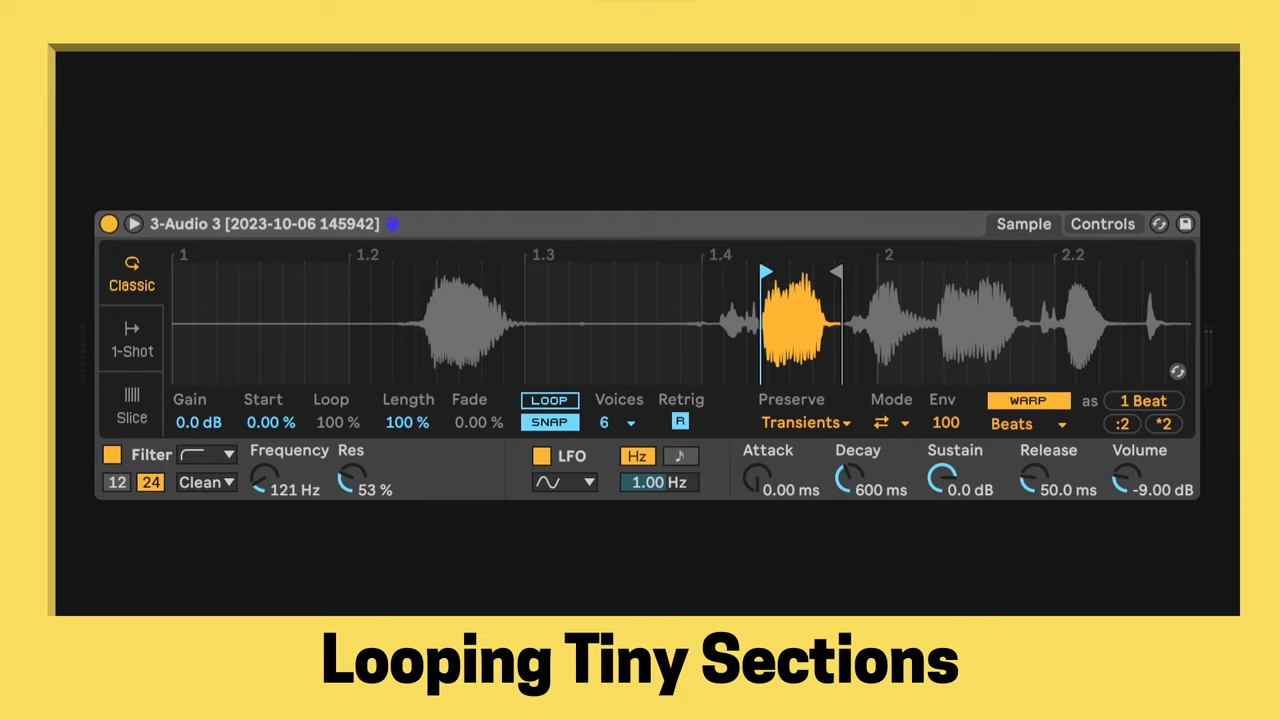 3-Audio 3 [2023-10-06 145942] Sample Controls
1 1.2 1.3 1.4 2 2.2
Classic
1-Shot
Slice
Gain Start Loop Length Fade LOOP Voices Retrig Preserve Mode Env WARP as 1 Beat
0.0 dB 0.00 % 100 % 100 % 0.00 % SNAP 6 R Transients 100 Beats :2 *2
Filter Frequency Res LFO Hz Attack Decay Sustain Release Volume
12 24 Clean 121 Hz 53 % 1.00 Hz 0.00 ms 600 ms 0.0 dB 50.0 ms -9.00 dB
Looping Tiny Sections